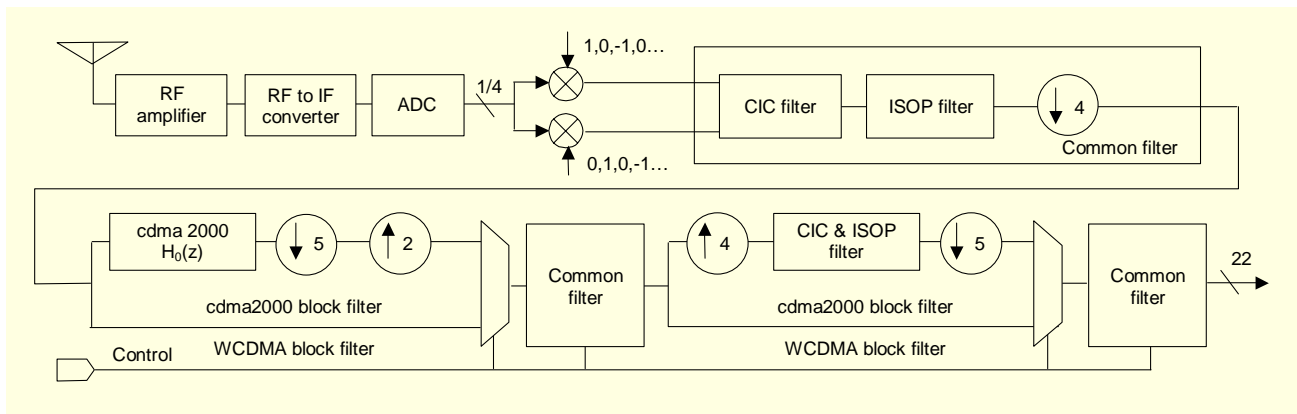 1,0,-1,0…
RF
amplifier
RF to IF
converter
ADC
1/4
0,1,0,-1…
CIC filter
ISOP filter
4
Common filter
cdma 2000
H₀(z)
5
2
cdma2000 block filter
WCDMA block filter
Common
filter
4
CIC & ISOP
filter
5
cdma2000 block filter
WCDMA block filter
Common
filter
22
Control